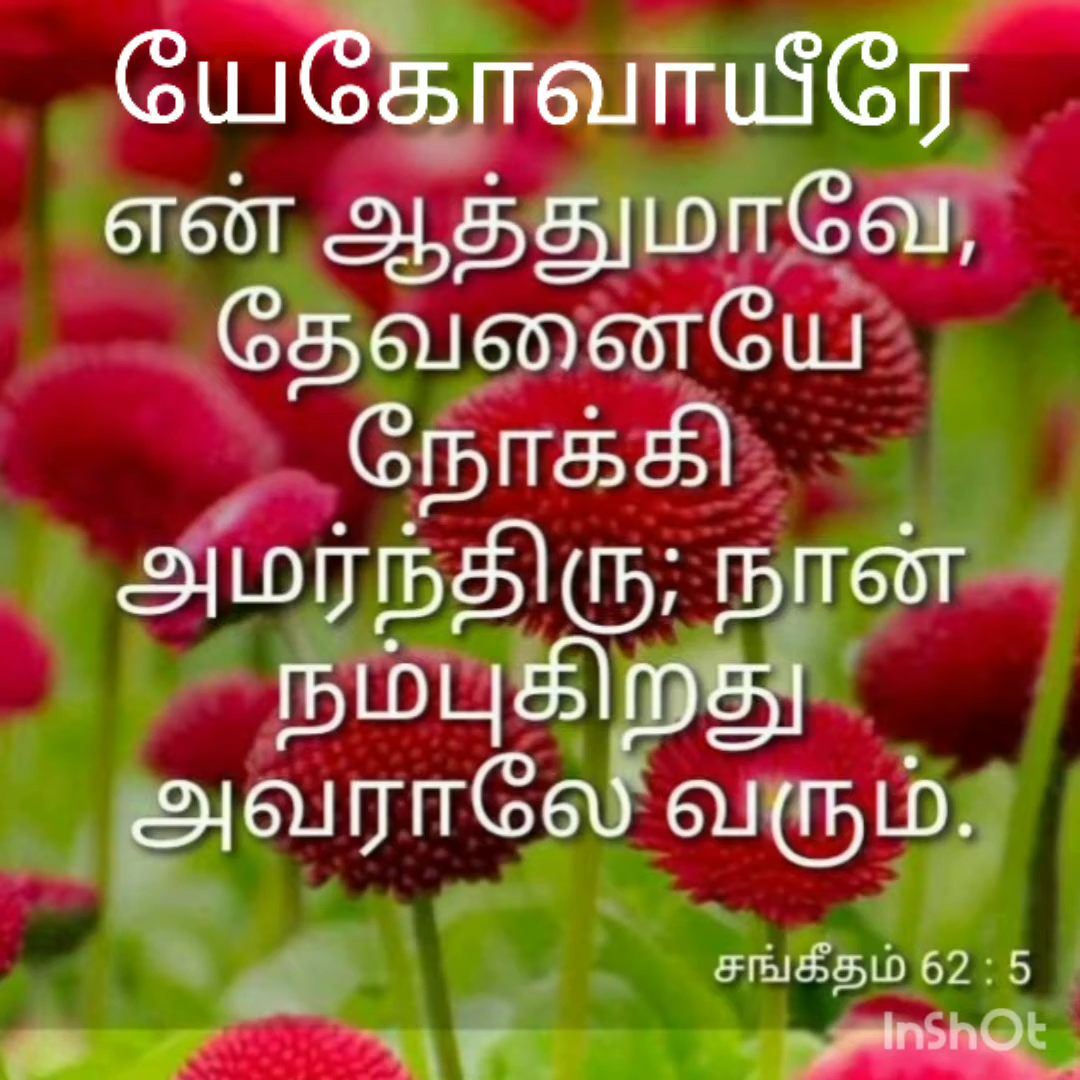 யேகோவாயீரே
என் ஆத்துமாவே,
தேவனையே
நோக்கி
அமர்ந்திரு; நான்
நம்புகிறது
அவராலே வரும்.
சங்கீதம் 62 : 5
InShOt